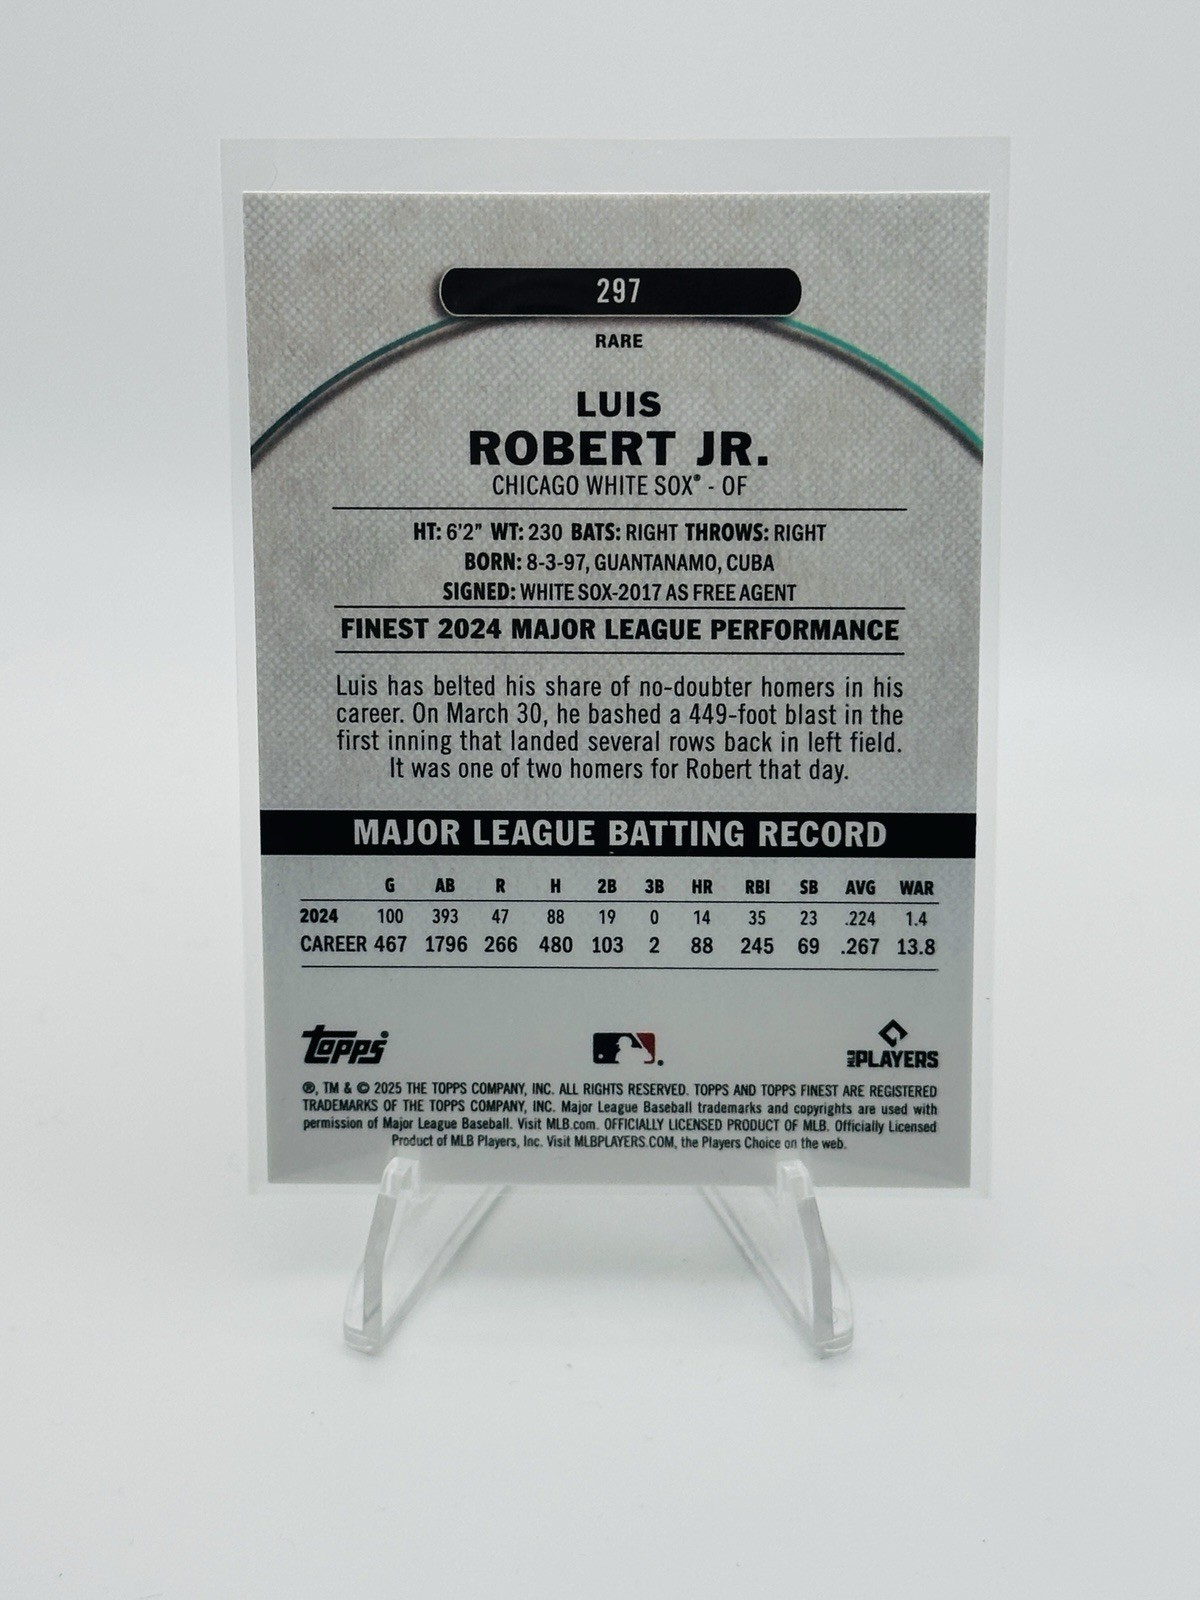 297
RARE
LUIS
ROBERT JR.
CHICAGO WHITE SOX® - OF
HT: 6'2" WT: 230 BATS: RIGHT THROWS: RIGHT
BORN: 8-3-97, GUANTANAMO, CUBA
SIGNED: WHITE SOX-2017 AS FREE AGENT
FINEST 2024 MAJOR LEAGUE PERFORMANCE
Luis has belted his share of no-doubter homers in his
career. On March 30, he bashed a 449-foot blast in the
first inning that landed several rows back in left field.
It was one of two homers for Robert that day.
MAJOR LEAGUE BATTING RECORD
G AB R H 2B 3B HR RBI SB AVG WAR
2024 100 393 47 88 19 0 14 35 23 .224 1.4
CAREER 467 1796 266 480 103 2 88 245 69 .267 13.8
Topps MLB PLAYERS
®, TM & © 2025 THE TOPPS COMPANY, INC. ALL RIGHTS RESERVED. TOPPS AND TOPPS FINEST ARE REGISTERED
TRADEMARKS OF THE TOPPS COMPANY, INC. Major League Baseball trademarks and copyrights are used with
permission of Major League Baseball. Visit MLB.com. OFFICIALLY LICENSED PRODUCT OF MLB. Officially Licensed
Product of MLB Players, Inc. Visit MLBPLAYERS.COM, the Players Choice on the web.